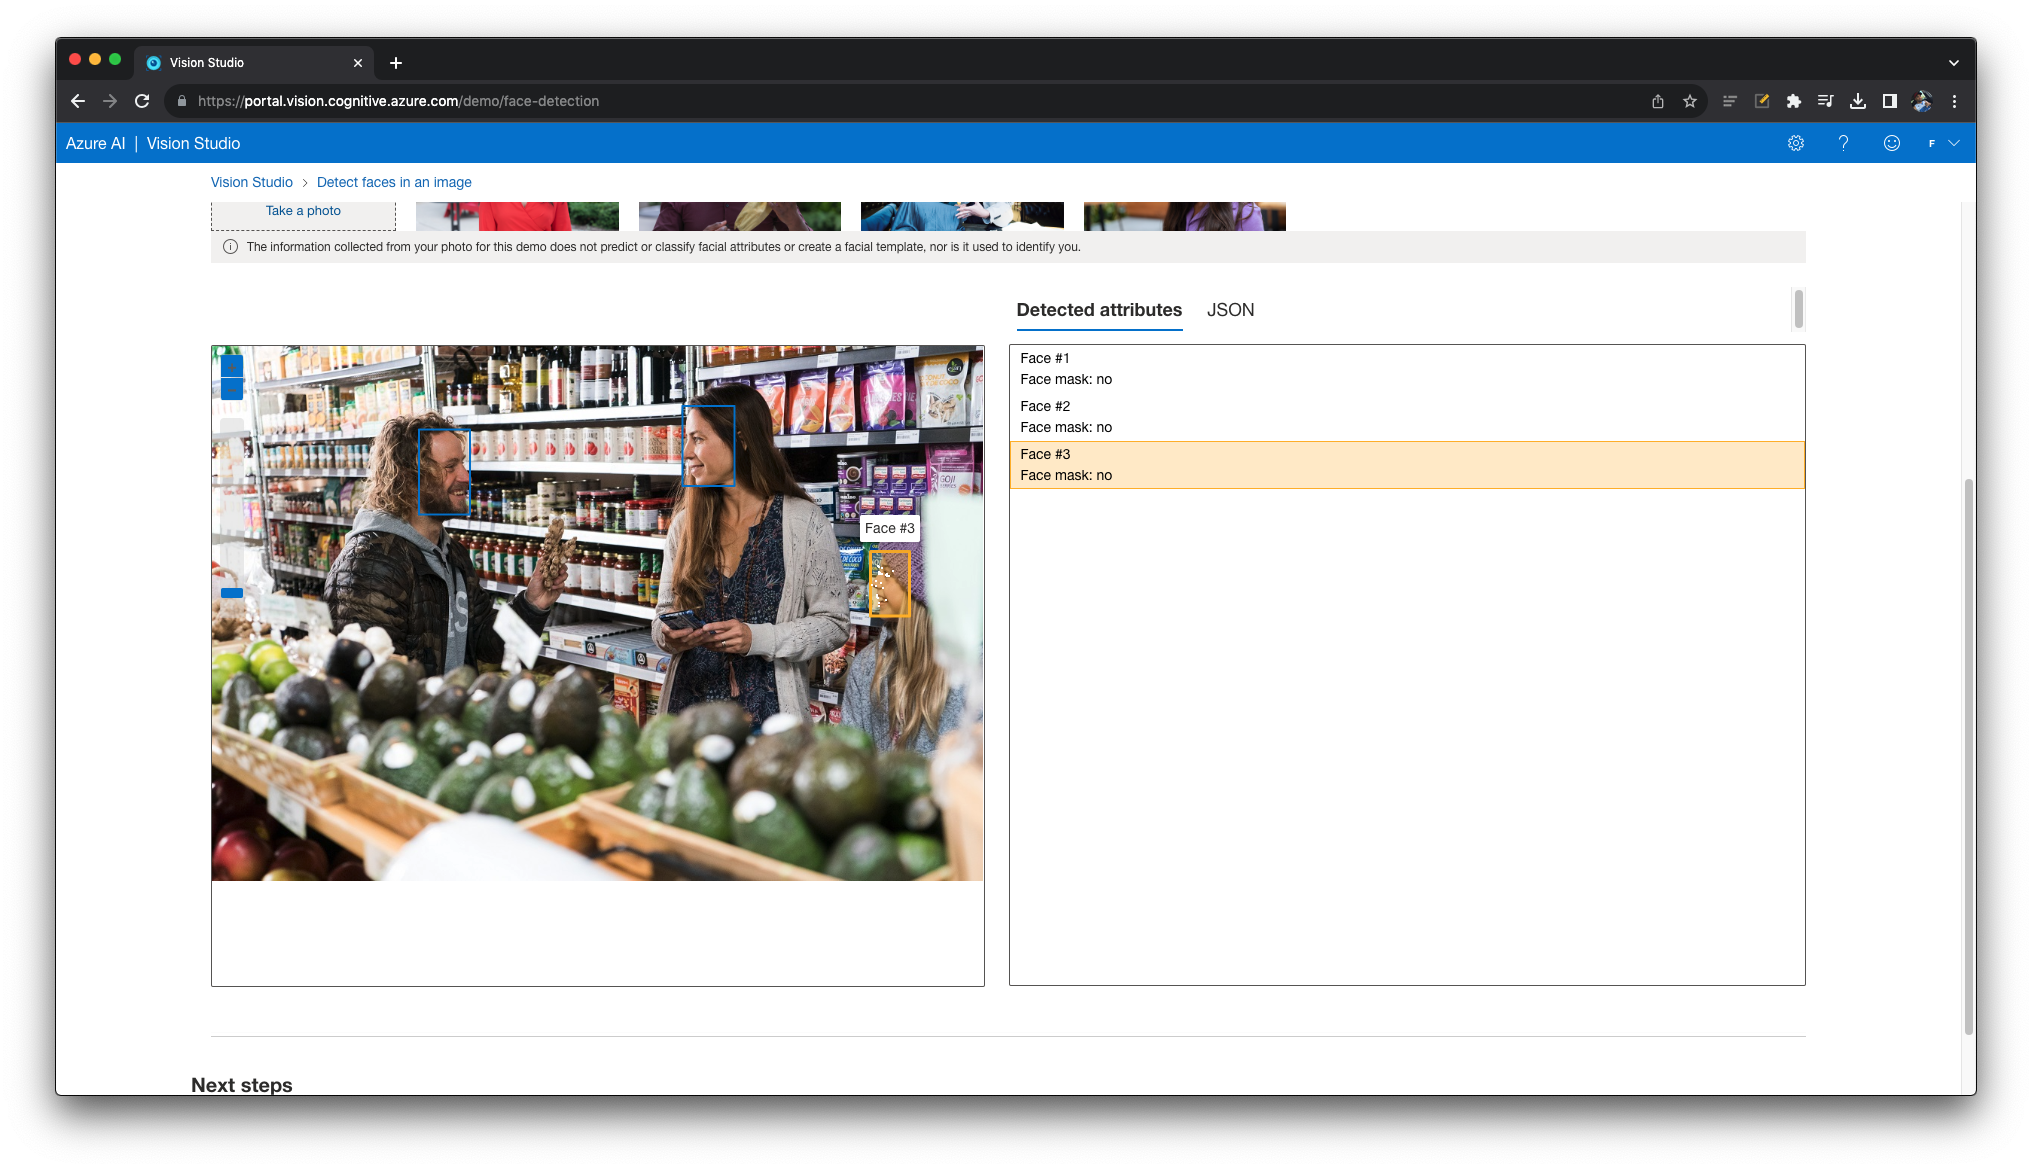 Vision Studio
https://portal.vision.cognitive.azure.com/demo/face-detection
Azure AI | Vision Studio
F
Vision Studio > Detect faces in an image
Take a photo
The information collected from your photo for this demo does not predict or classify facial attributes or create a facial template, nor is it used to identify you.
Detected attributes JSON
Face #1
Face mask: no
Face #2
Face mask: no
Face #3
Face mask: no
Face #3
GOJI
Next steps